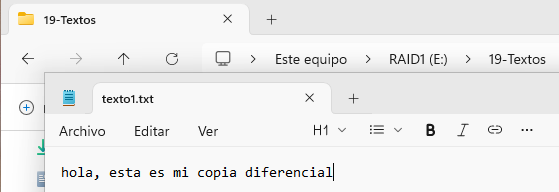 19-Textos
Este equipo > RAID1 (E:) > 19-Textos
texto1.txt
Archivo Editar Ver H1 B I
hola, esta es mi copia diferencial